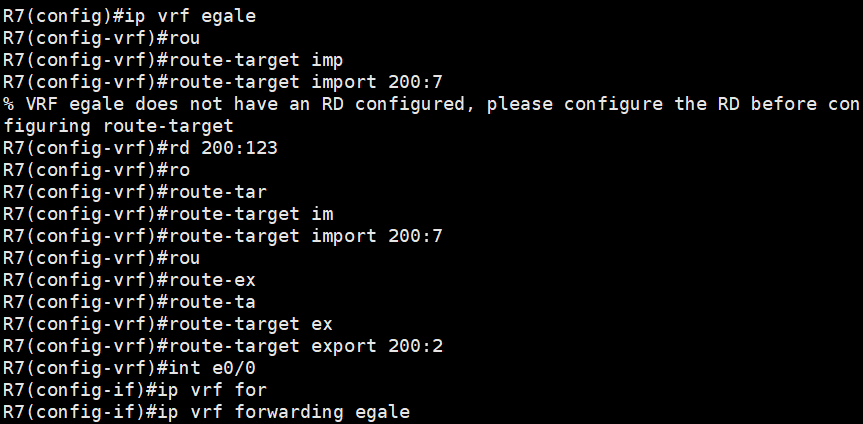 R7(config)#ip vrf egale
R7(config-vrf)#rou
R7(config-vrf)#route-target imp
R7(config-vrf)#route-target import 200:7
% VRF egale does not have an RD configured, please configure the RD before con
figuring route-target
R7(config-vrf)#rd 200:123
R7(config-vrf)#ro
R7(config-vrf)#route-tar
R7(config-vrf)#route-target im
R7(config-vrf)#route-target import 200:7
R7(config-vrf)#rou
R7(config-vrf)#route-ex
R7(config-vrf)#route-ta
R7(config-vrf)#route-target ex
R7(config-vrf)#route-target export 200:2
R7(config-vrf)#int e0/0
R7(config-if)#ip vrf for
R7(config-if)#ip vrf forwarding egale